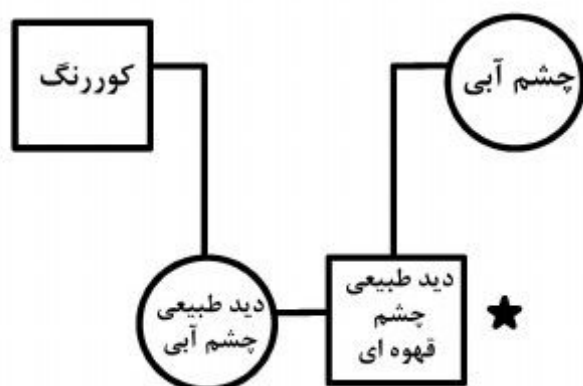 کوررنگ
چشم آبی
دید طبیعی
چشم
قهوه ای
دید طبیعی
چشم آبی